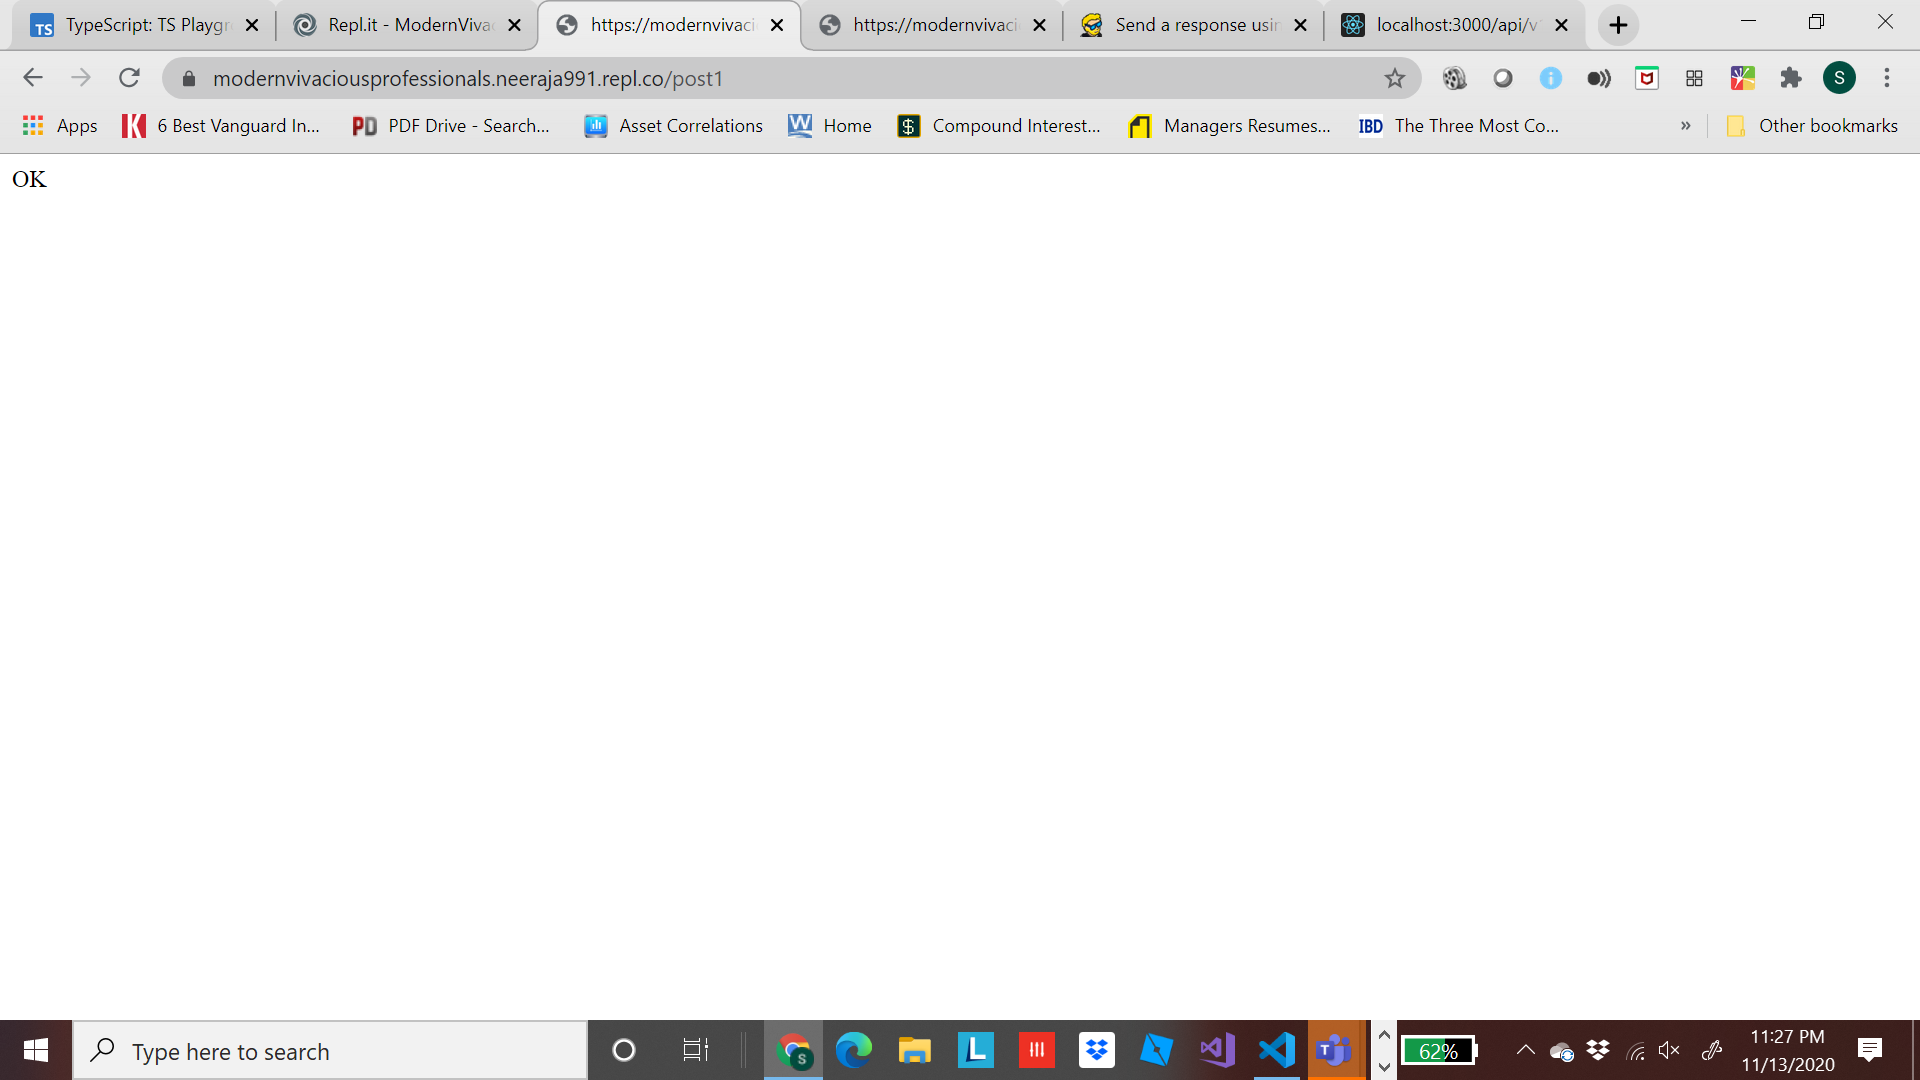 TypeScript: TS Playgr
Repl.it - ModernViva
https://modernvivaci
https://modernvivaci
Send a response usin
localhost:3000/api/v
modernvivaciousprofessionals.neeraja991.repl.co/post1
S
Apps
6 Best Vanguard In...
PDF Drive - Search...
Asset Correlations
Home
Compound Interest...
Managers Resumes...
IBD
The Three Most Co...
»
Other bookmarks
OK
Type here to search
62%
11:27 PM
11/13/2020